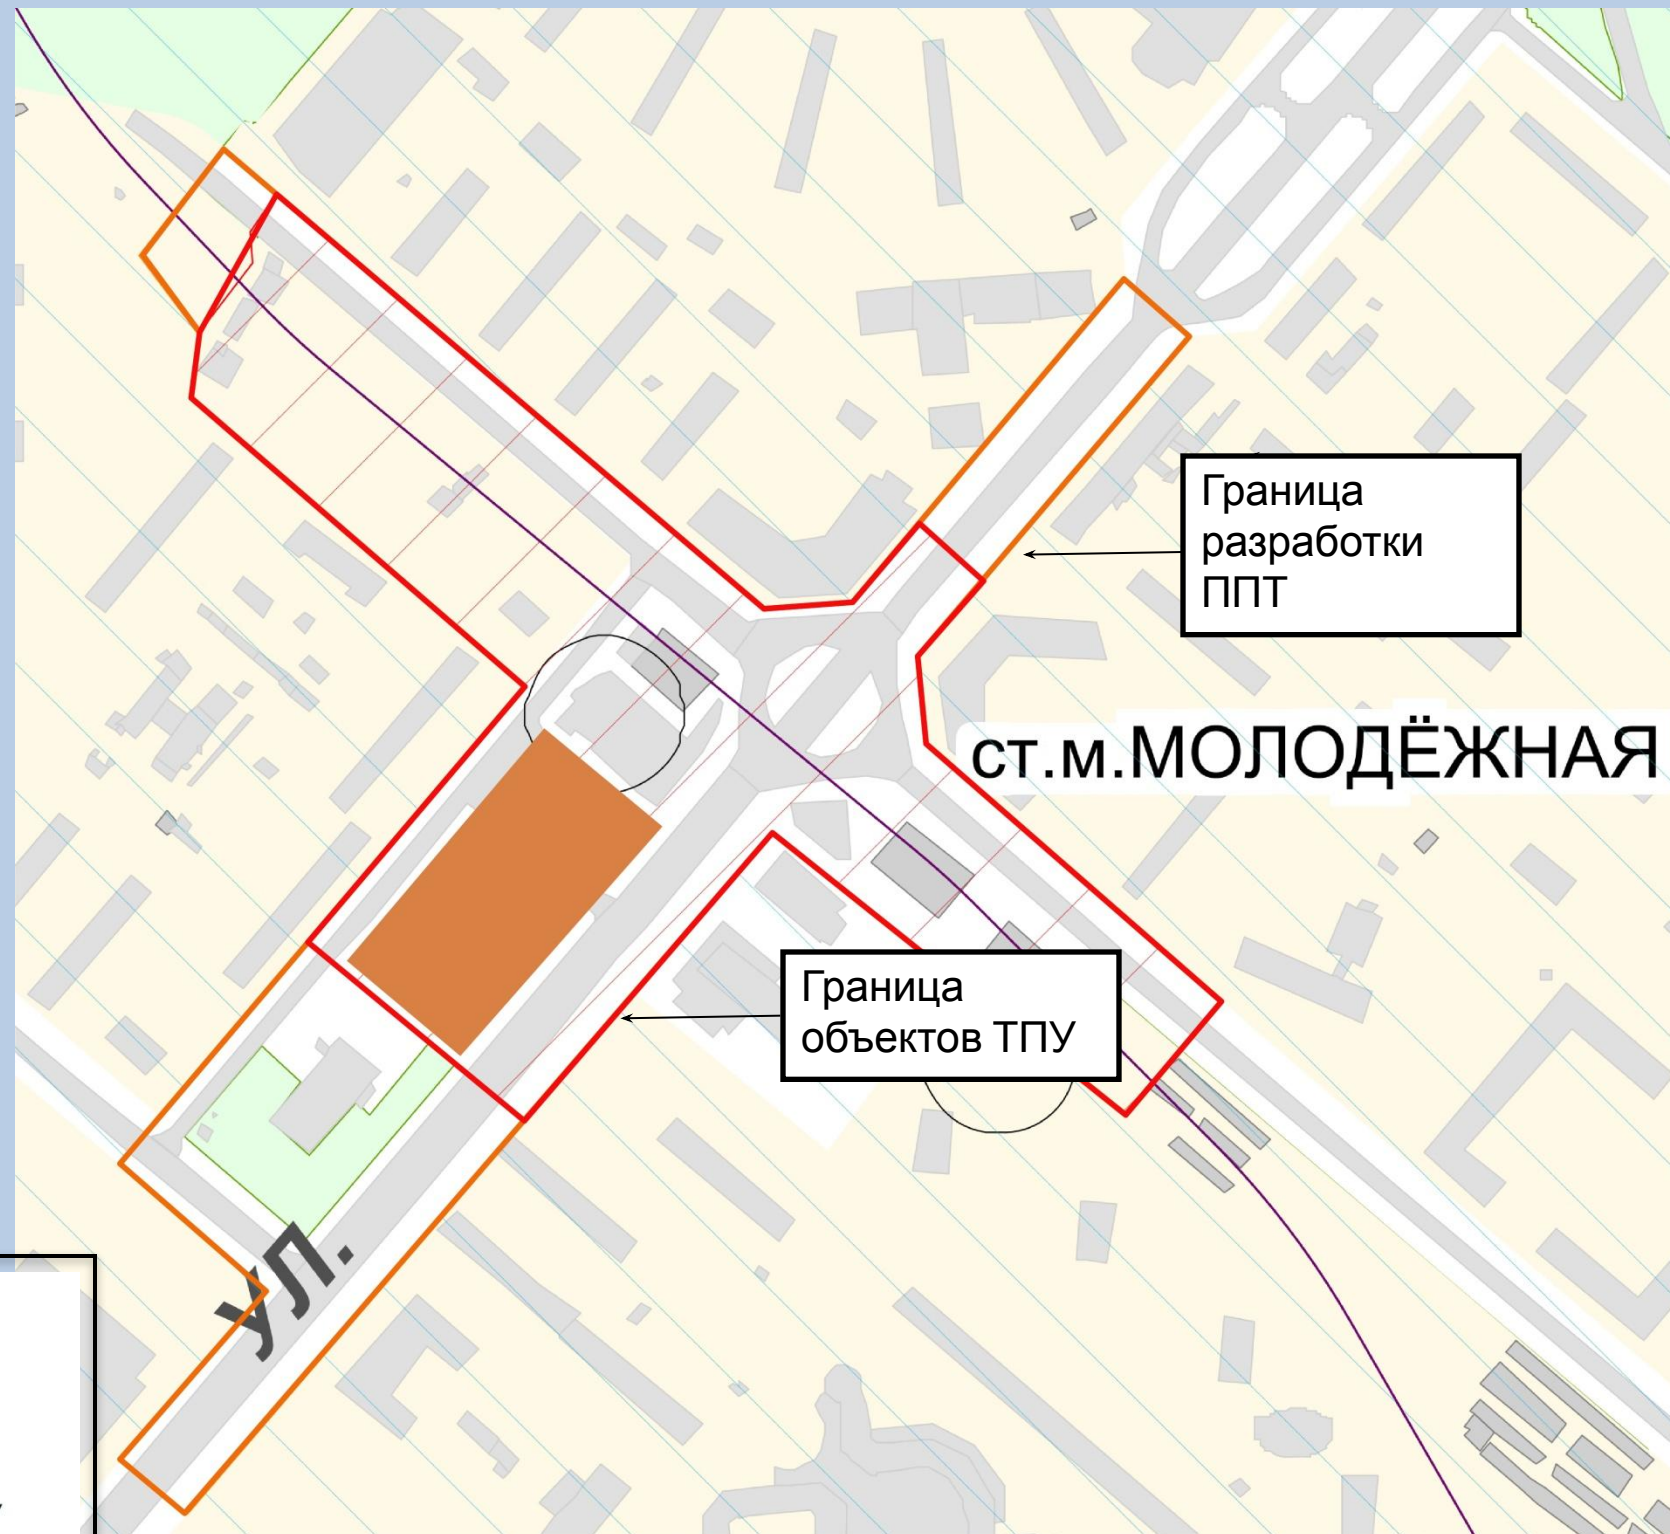 Граница
разработки
ППТ
ст.м.МОЛОДЁЖНАЯ
Граница
объектов ТПУ
УЛ.